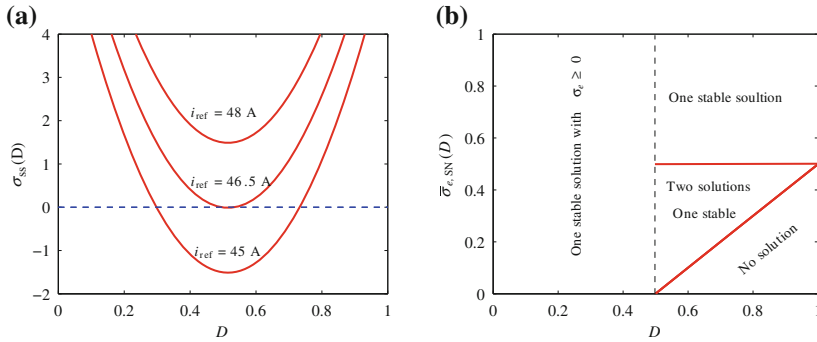 (a)
4
3
2
1
0
−1
−2
σss(D)
iref = 48 A
iref = 46.5 A
iref = 45 A
0 0.2 0.4 0.6 0.8 1
D
(b)
1
0.8
0.6
0.4
0.2
0
σ̅e, SN(D)
One stable solution with σe ≥ 0
One stable soultion
Two solutions
One stable
No solution
0 0.2 0.4 0.6 0.8 1
D